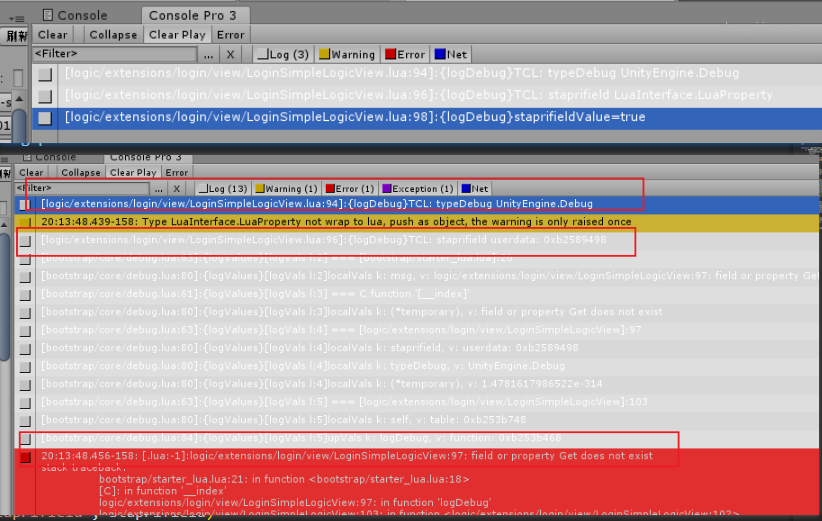 Console Console Pro 3
刷新 Clear Collapse Clear Play Error
<Filter> ... X Log (3) Warning Error Net
[logic/extensions/login/view/LoginSimpleLogicView.lua:94]:{logDebug}TCL: typeDebug UnityEngine.Debug
[logic/extensions/login/view/LoginSimpleLogicView.lua:96]:{logDebug}TCL: staprifield LuaInterface.LuaProperty
[logic/extensions/login/view/LoginSimpleLogicView.lua:98]:{logDebug}staprifieldValue=true
Console Console Pro 3
Clear Collapse Clear Play Error
<Filter> ... X Log (13) Warning (1) Error (1) Exception (1) Net
[logic/extensions/login/view/LoginSimpleLogicView.lua:94]:{logDebug}TCL: typeDebug UnityEngine.Debug
20:13:48.439-158: Type LuaInterface.LuaProperty not wrap to lua, push as object, the warning is only raised once
[logic/extensions/login/view/LoginSimpleLogicView.lua:96]:{logDebug}TCL: staprifield userdata: 0xb2589498
[bootstrap/core/debug.lua:80]:{logValues}[logVals l:2]localVals k: msg, v: logic/extensions/login/view/LoginSimpleLogicView:97: field or property Get
[bootstrap/core/debug.lua:61]:{logValues}[logVals l:3] === C function '[__index]'
[bootstrap/core/debug.lua:80]:{logValues}[logVals l:3]localVals k: (*temporary), v: field or property Get does not exist
[bootstrap/core/debug.lua:63]:{logValues}[logVals l:4] === [logic/extensions/login/view/LoginSimpleLogicView]:97
[bootstrap/core/debug.lua:80]:{logValues}[logVals l:4]localVals k: staprifield, v: userdata: 0xb2589498
[bootstrap/core/debug.lua:80]:{logValues}[logVals l:4]localVals k: typeDebug, v: UnityEngine.Debug
[bootstrap/core/debug.lua:80]:{logValues}[logVals l:4]localVals k: (*temporary), v: 1.4781617986522e-314
[bootstrap/core/debug.lua:63]:{logValues}[logVals l:5] === [logic/extensions/login/view/LoginSimpleLogicView]:103
[bootstrap/core/debug.lua:80]:{logValues}[logVals l:5]localVals k: self, v: table: 0xb253b748
[bootstrap/core/debug.lua:84]:{logValues}[logVals l:5]upVals k: logDebug, v: function: 0xb253b468
20:13:48.456-158: [.lua:-1]:logic/extensions/login/view/LoginSimpleLogicView:97: field or property Get does not exist
stack traceback:
bootstrap/starter_lua.lua:21: in function <bootstrap/starter_lua.lua:18>
[C]: in function '__index'
logic/extensions/login/view/LoginSimpleLogicView:97: in function 'logDebug'
logic/extensions/login/view/LoginSimpleLogicView:103: in function <logic/extensions/login/view/LoginSimpleLogicView:102>